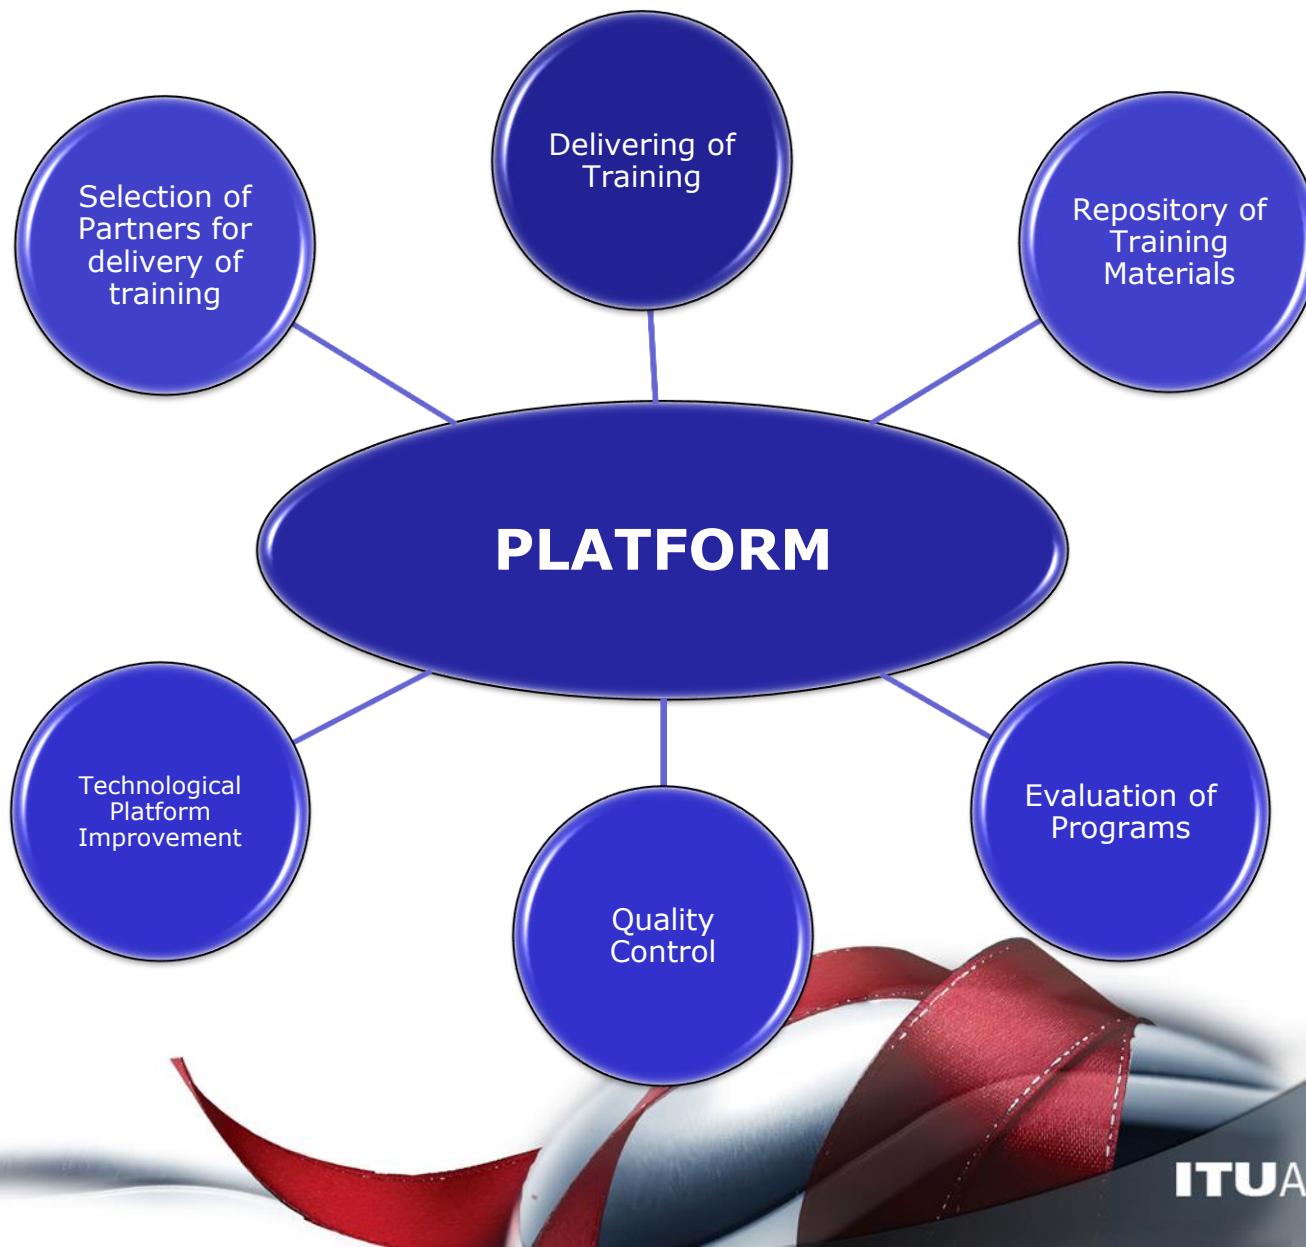 Delivering of
Training
Selection of
Partners for
delivery of
training
Repository of
Training
Materials
PLATFORM
Technological
Platform
Improvement
Evaluation of
Programs
Quality
Control
ITUA